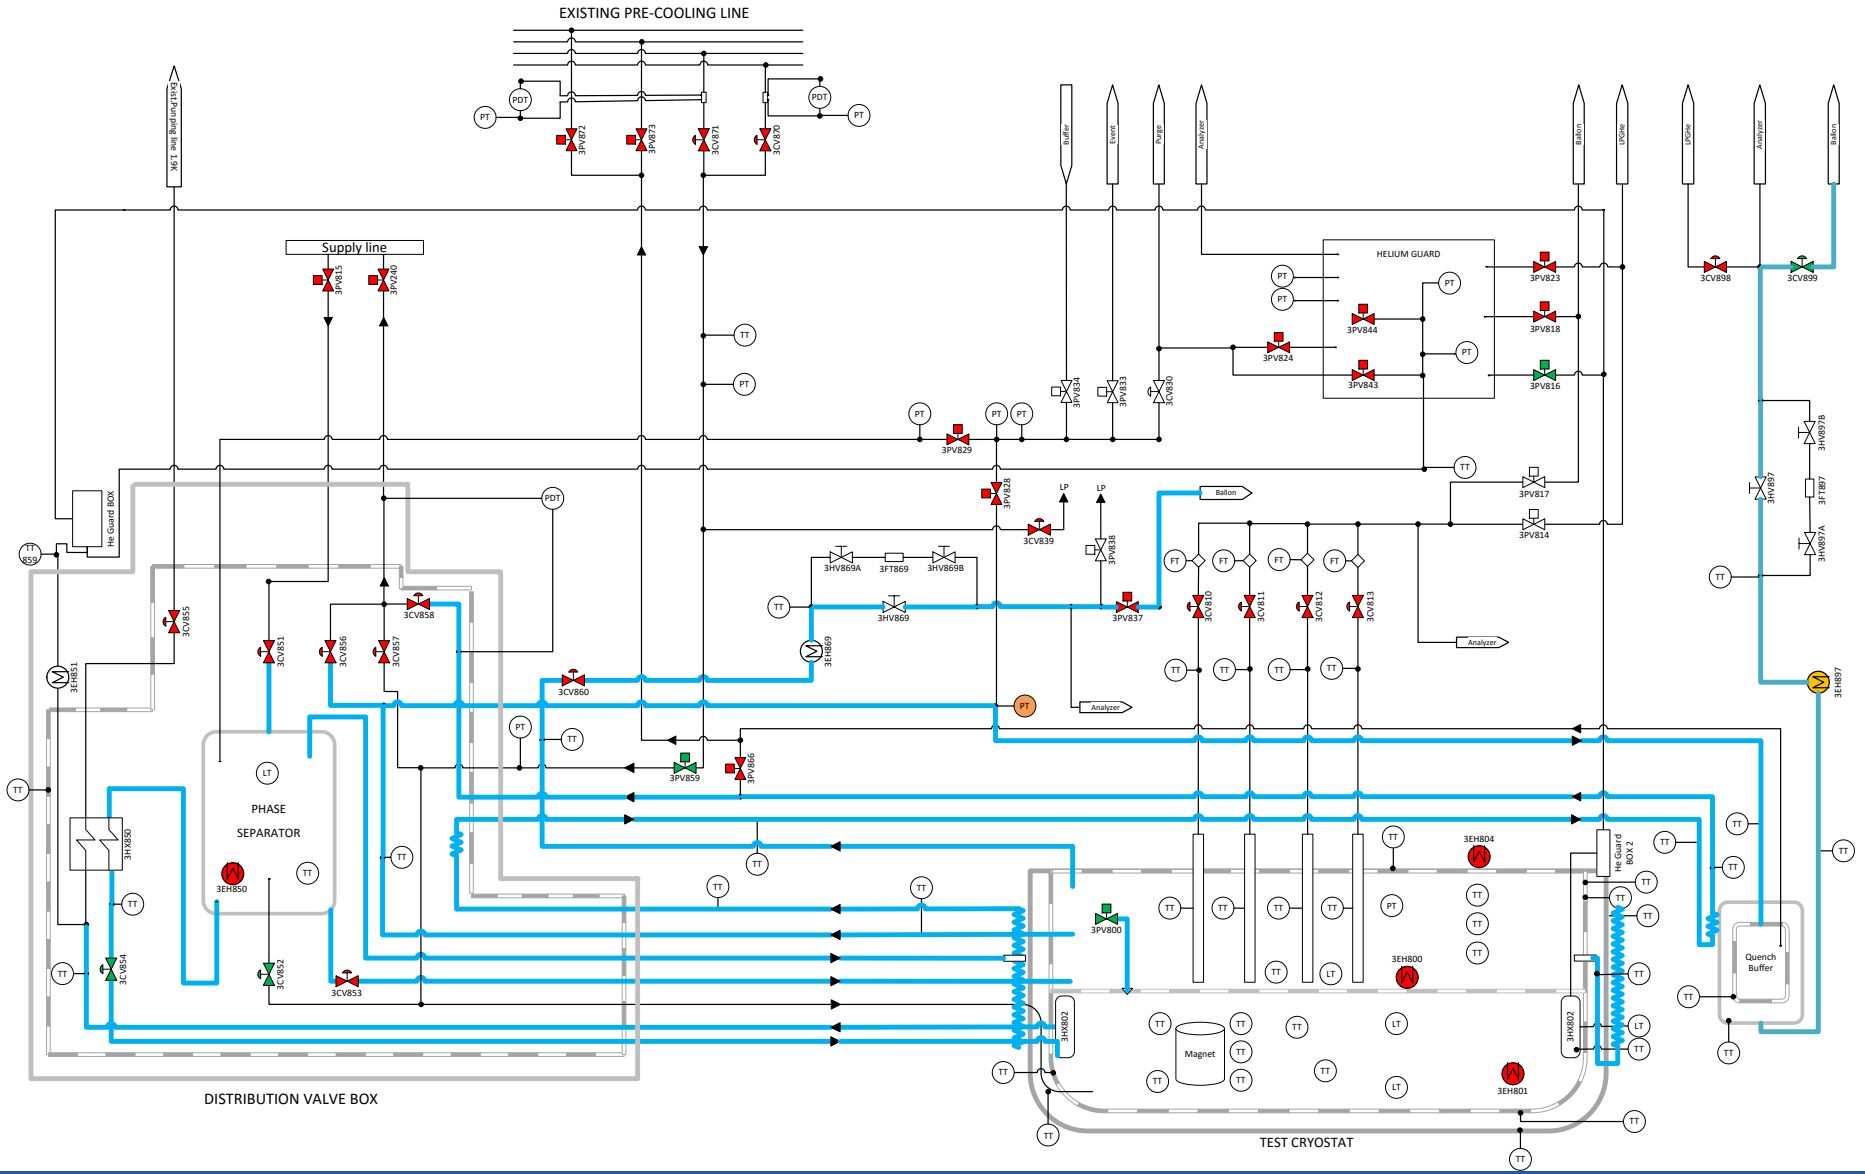 EXISTING PRE-COOLING LINE
Exist.Punping line 1.9K
PDT
PT
PDT
PT
3PV872
3PV873
3CV871
3CV870
Buffer
Event
Purge
Analyzer
Ballon
LPGHe
LPGHe
Analyzer
Ballon
Supply line
3PV815
3PV240
HELIUM GUARD
PT
PT
PT
PT
3PV844
3PV843
3PV824
3PV823
3PV818
3PV816
3CV898
3CV899
TT
PT
3PV834
3PV833
3CV830
PT
PT
PT
3PV829
3PV828
TT
3PV817
3PV814
3HV897B
3HV897
3FT897
3HV897A
TT
He Guard BOX
PDT
LP
LP
3CV839
3PV838
Ballon
TT
859
3HV869A
3FT869
3HV869B
TT
3HV869
3PV837
FT
FT
FT
FT
3CV810
3CV811
3CV812
3CV813
Analyzer
3CV855
3CV851
3CV856
3CV857
3CV858
3EH851
3EH869
3CV860
TT
TT
TT
TT
3EH897
PT
Analyzer
PT
TT
3PV859
3PV866
TT
LT
PHASE
SEPARATOR
3HX850
3EH850
TT
TT
TT
TT
TT
TT
TT
3CV854
3CV852
3CV853
TT
3EH804
He Guard
BOX 2
TT
TT
TT
TT
TT
TT
TT
TT
TT
TT
PT
TT
TT
TT
TT
TT
TT
3PV800
TT
LT
3EH800
TT
Quench
Buffer
TT
TT
3HX802
3HX802
TT
TT
TT
LT
LT
Magnet
TT
TT
TT
TT
TT
TT
LT
3EH801
TT
TT
TT
DISTRIBUTION VALVE BOX
TEST CRYOSTAT